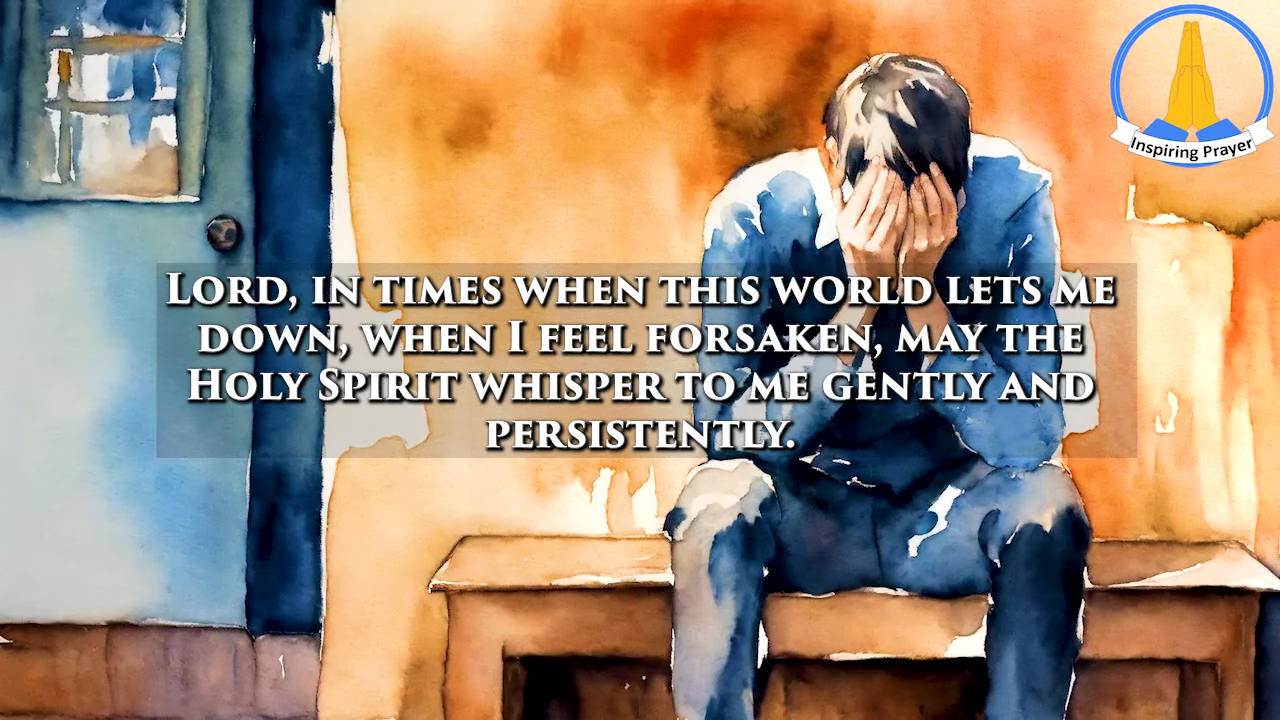 Inspiring Prayer
Lord, in times when this world lets me
down, when I feel forsaken, may the
Holy Spirit whisper to me gently and
persistently.